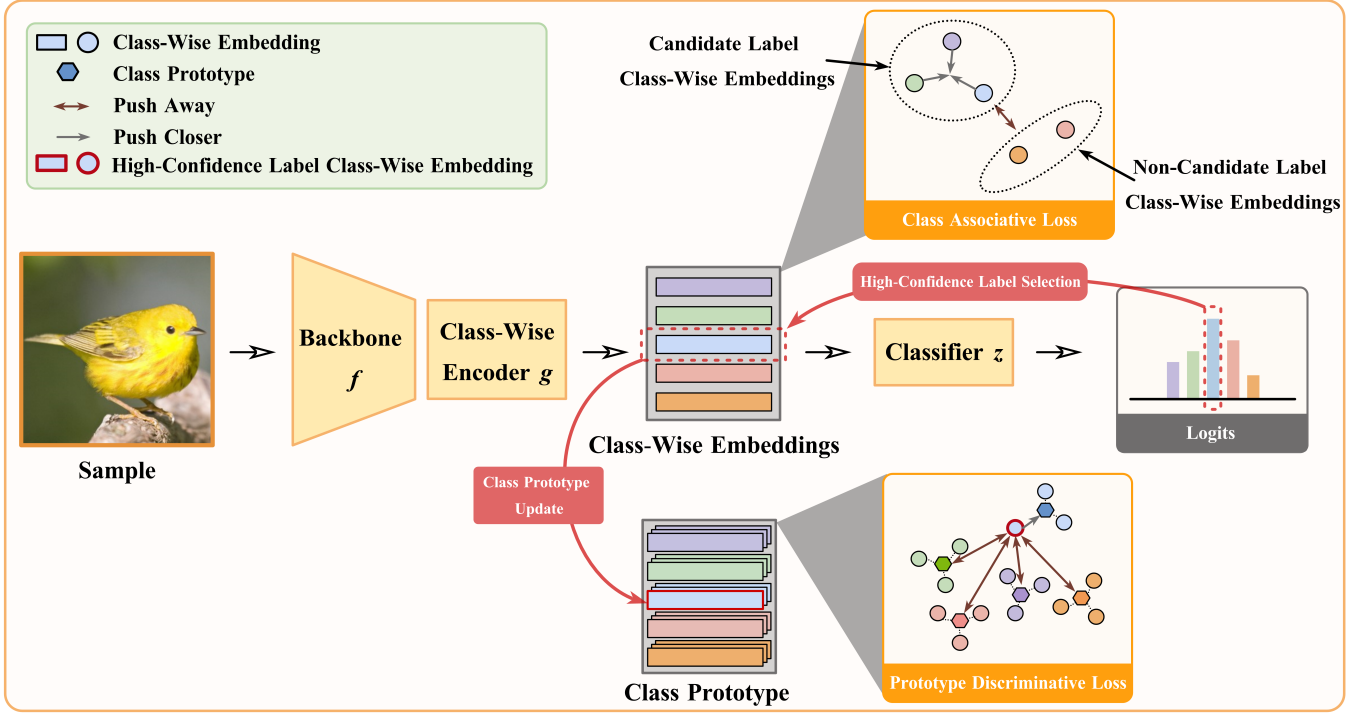 Class-Wise Embedding
Class Prototype
Push Away
Push Closer
High-Confidence Label Class-Wise Embedding
Candidate Label
Class-Wise Embeddings
Non-Candidate Label
Class-Wise Embeddings
Class Associative Loss
Sample
Backbone
f
Class-Wise
Encoder g
Class-Wise Embeddings
High-Confidence Label Selection
Classifier z
Logits
Class Prototype
Update
Class Prototype
Prototype Discriminative Loss